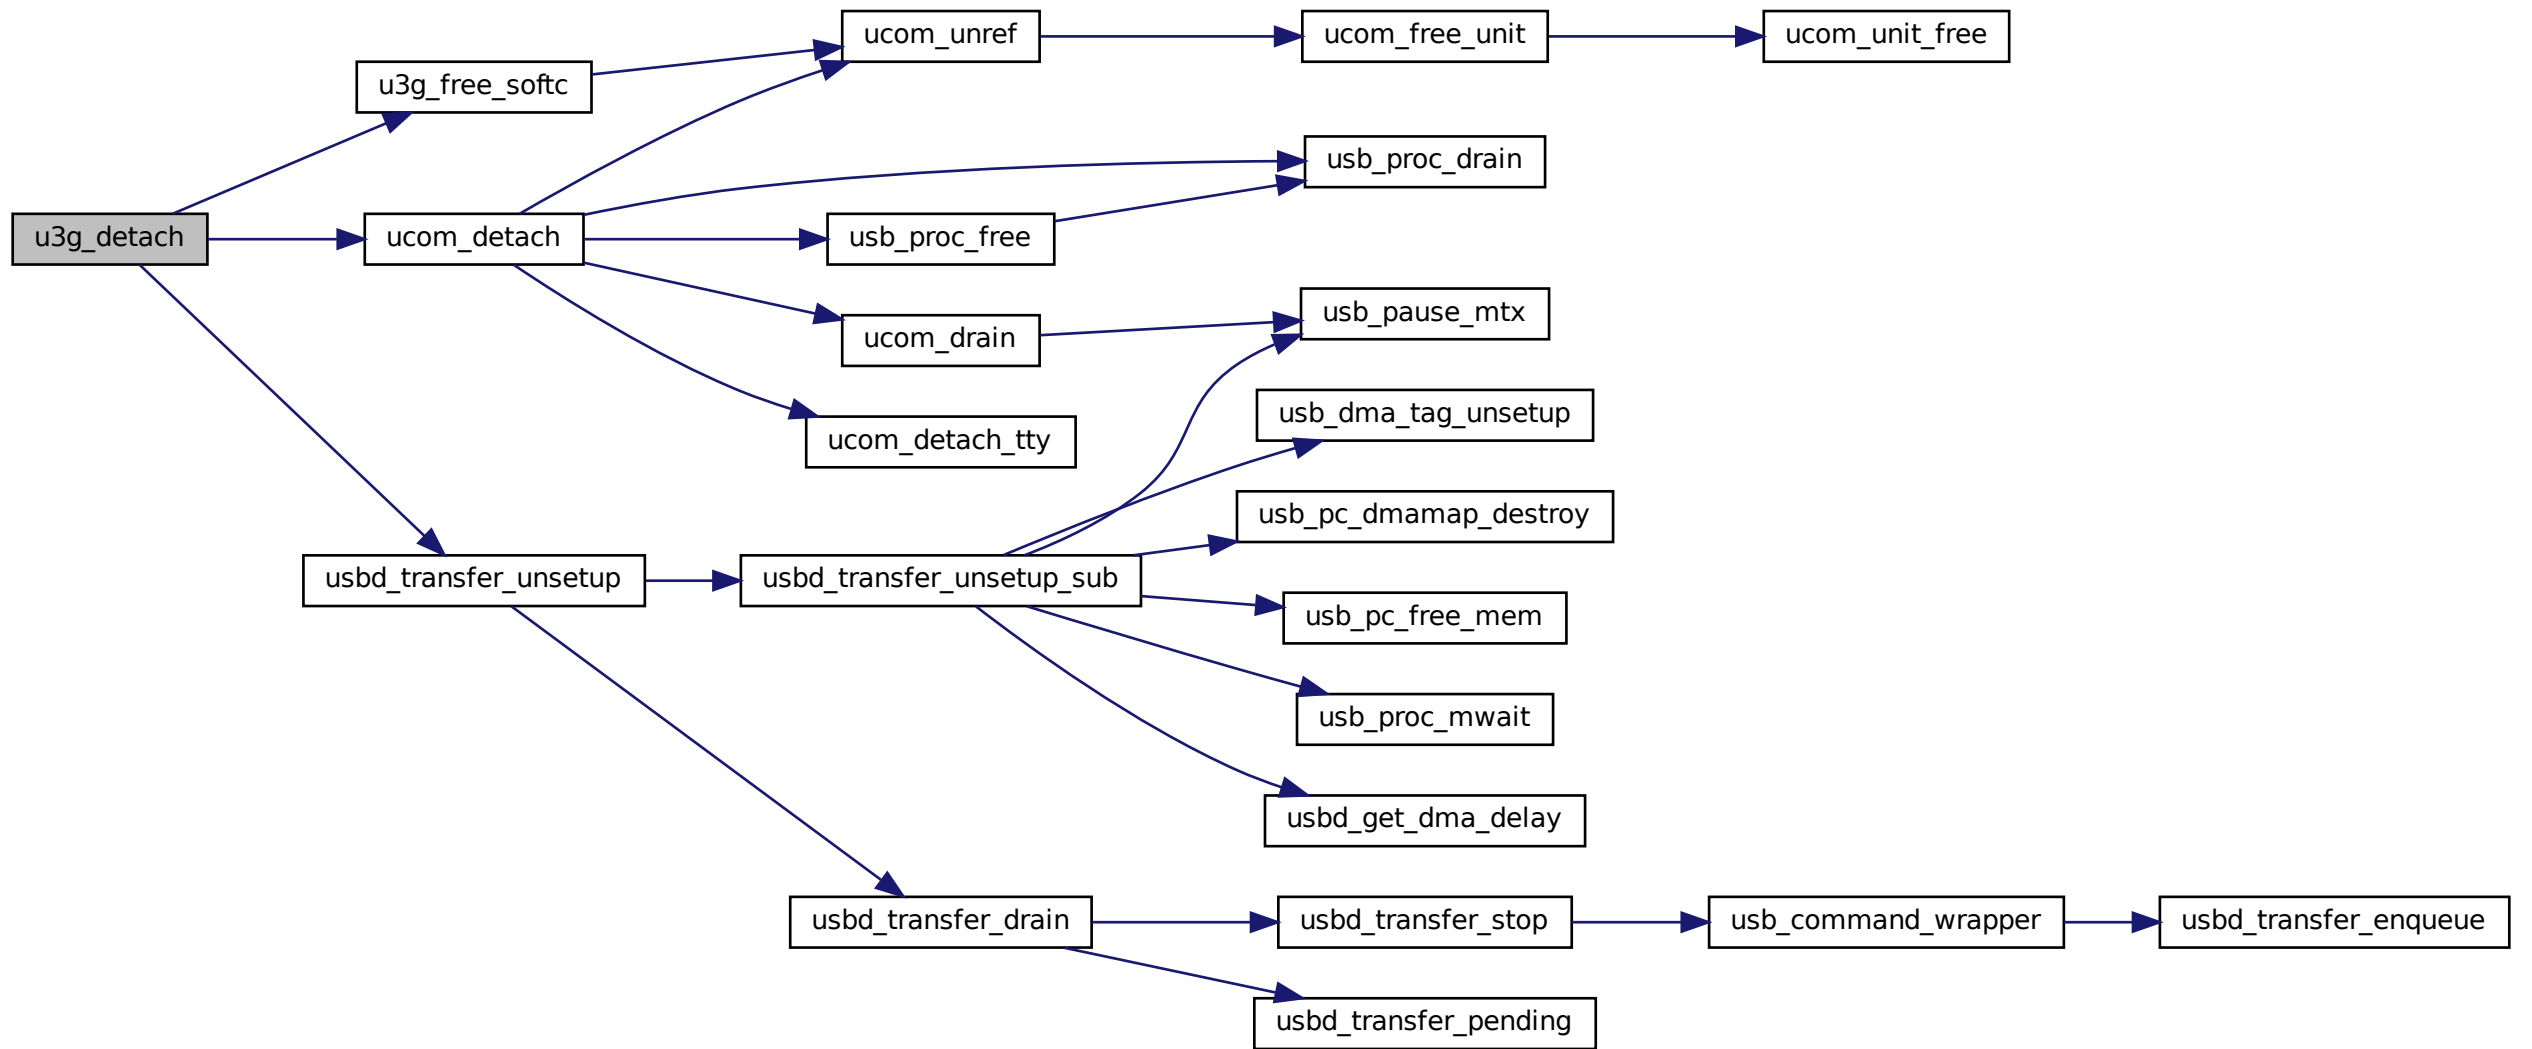 u3g_detach
u3g_free_softc
ucom_detach
usbd_transfer_unsetup
ucom_unref
usb_proc_free
ucom_drain
ucom_detach_tty
usbd_transfer_unsetup_sub
usbd_transfer_drain
ucom_free_unit
usb_proc_drain
usb_pause_mtx
usb_dma_tag_unsetup
usb_pc_dmamap_destroy
usb_pc_free_mem
usb_proc_mwait
usbd_get_dma_delay
usbd_transfer_stop
usbd_transfer_pending
ucom_unit_free
usb_command_wrapper
usbd_transfer_enqueue